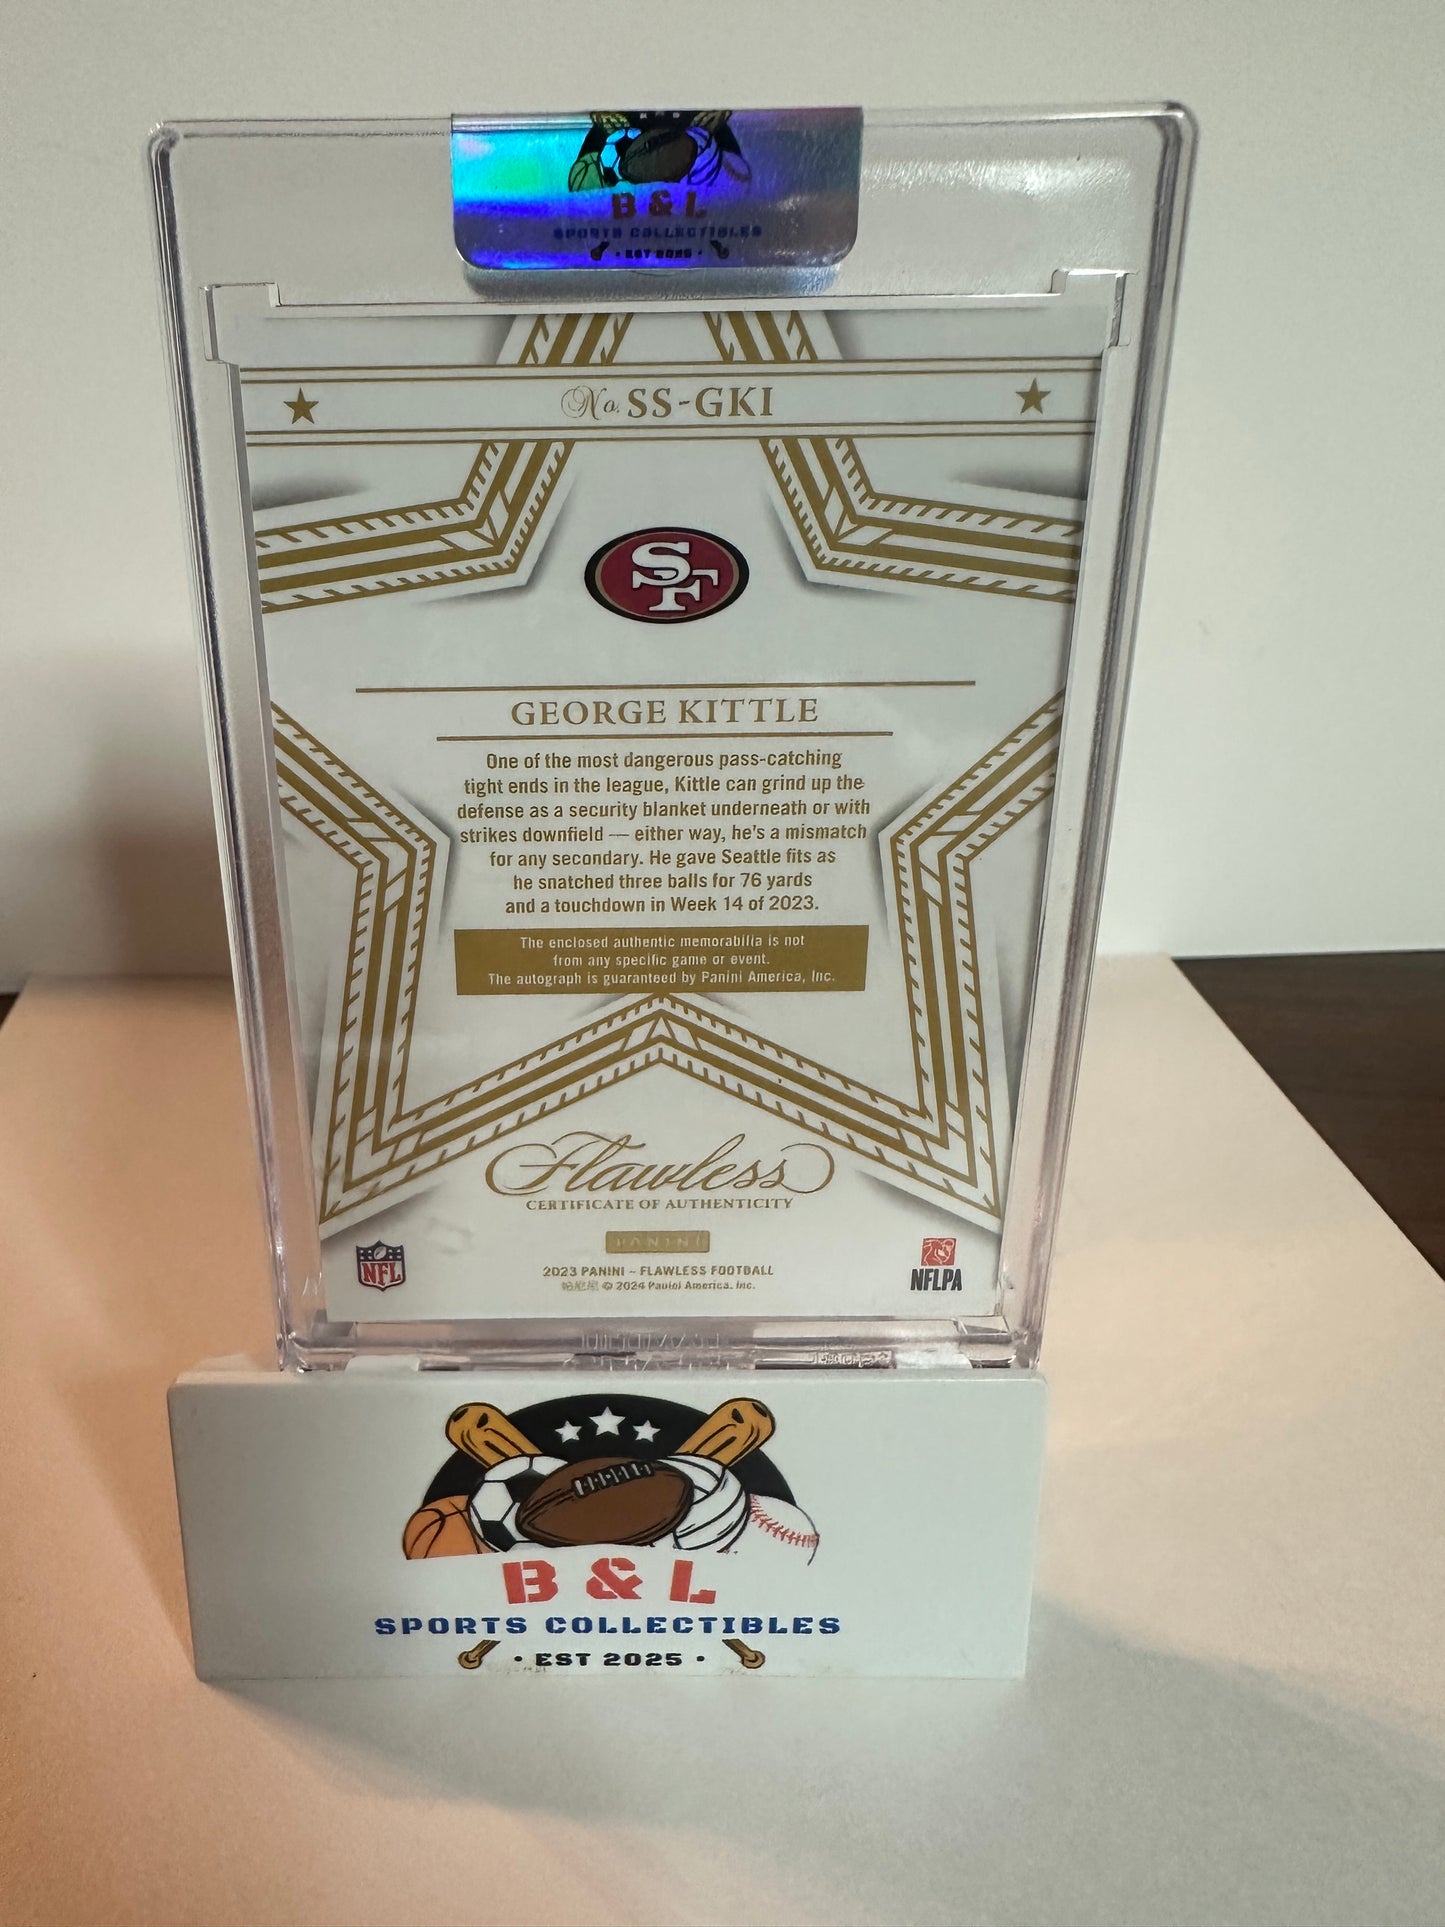 B & L
SPORTS COLLECTIBLES
• EST 2025 •
No. SS-GKI
SF
GEORGE KITTLE
One of the most dangerous pass-catching
tight ends in the league, Kittle can grind up the
defense as a security blanket underneath or with
strikes downfield — either way, he's a mismatch
for any secondary. He gave Seattle fits as
he snatched three balls for 76 yards
and a touchdown in Week 14 of 2023.
The enclosed authentic memorabilia is not
from any specific game or event.
The autograph is guaranteed by Panini America, Inc.
Flawless
CERTIFICATE OF AUTHENTICITY
PANINI
NFL
NFLPA
2023 PANINI - FLAWLESS FOOTBALL
© 2024 Panini America, Inc.
B & L
SPORTS COLLECTIBLES
• EST 2025 •